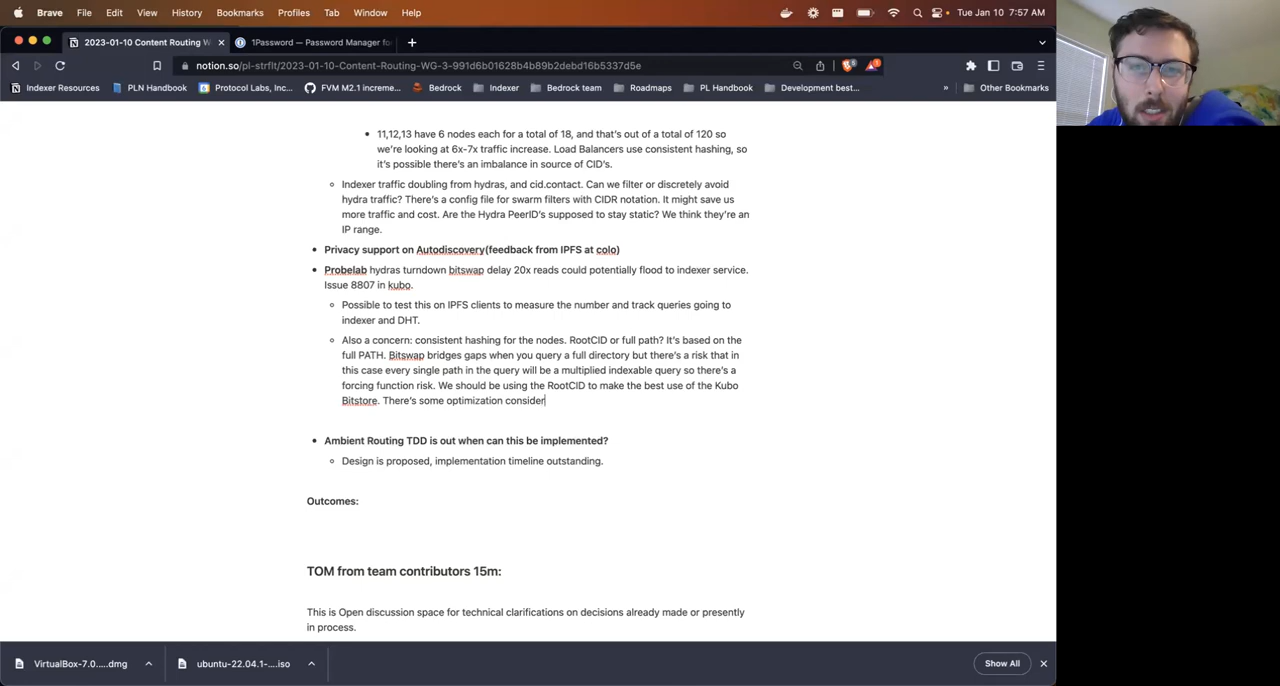 Brave File Edit View History Bookmarks Profiles Tab Window Help Tue Jan 10 7:57 AM
2023-01-10 Content Routing W 1Password — Password Manager for
notion.so/pl-strflt/2023-01-10-Content-Routing-WG-3-991d6b01628b4b89b2debd16b5337d5e
Indexer Resources PLN Handbook Protocol Labs, Inc... FVM M2.1 increme... Bedrock Indexer Bedrock team Roadmaps PL Handbook Development best... » Other Bookmarks
11,12,13 have 6 nodes each for a total of 18, and that's out of a total of 120 so
we're looking at 6x-7x traffic increase. Load Balancers use consistent hashing, so
it's possible there's an imbalance in source of CID's.
Indexer traffic doubling from hydras, and cid.contact. Can we filter or discretely avoid
hydra traffic? There's a config file for swarm filters with CIDR notation. It might save us
more traffic and cost. Are the Hydra PeerID's supposed to stay static? We think they're an
IP range.
Privacy support on Autodiscovery(feedback from IPFS at colo)
Probelab hydras turndown bitswap delay 20x reads could potentially flood to indexer service.
Issue 8807 in kubo.
Possible to test this on IPFS clients to measure the number and track queries going to
indexer and DHT.
Also a concern: consistent hashing for the nodes. RootCID or full path? It's based on the
full PATH. Bitswap bridges gaps when you query a full directory but there's a risk that in
this case every single path in the query will be a multiplied indexable query so there's a
forcing function risk. We should be using the RootCID to make the best use of the Kubo
Bitstore. There's some optimization consider
Ambient Routing TDD is out when can this be implemented?
Design is proposed, implementation timeline outstanding.
Outcomes:
TOM from team contributors 15m:
This is Open discussion space for technical clarifications on decisions already made or presently
in process.
VirtualBox-7.0.....dmg ubuntu-22.04.1-....iso Show All